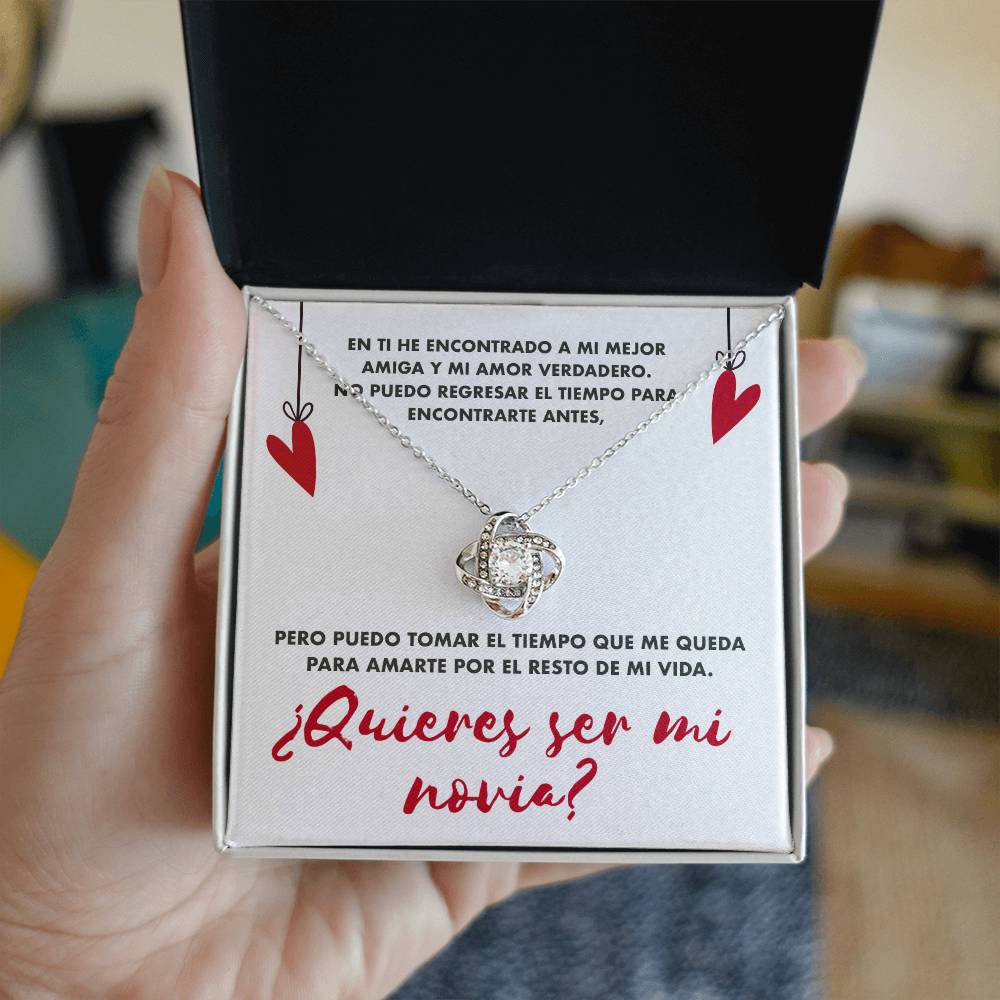 EN TI HE ENCONTRADO A MI MEJOR
AMIGA Y MI AMOR VERDADERO.
NO PUEDO REGRESAR EL TIEMPO PARA
ENCONTRARTE ANTES,
PERO PUEDO TOMAR EL TIEMPO QUE ME QUEDA
PARA AMARTE POR EL RESTO DE MI VIDA.
¿Quieres ser mi
novia?